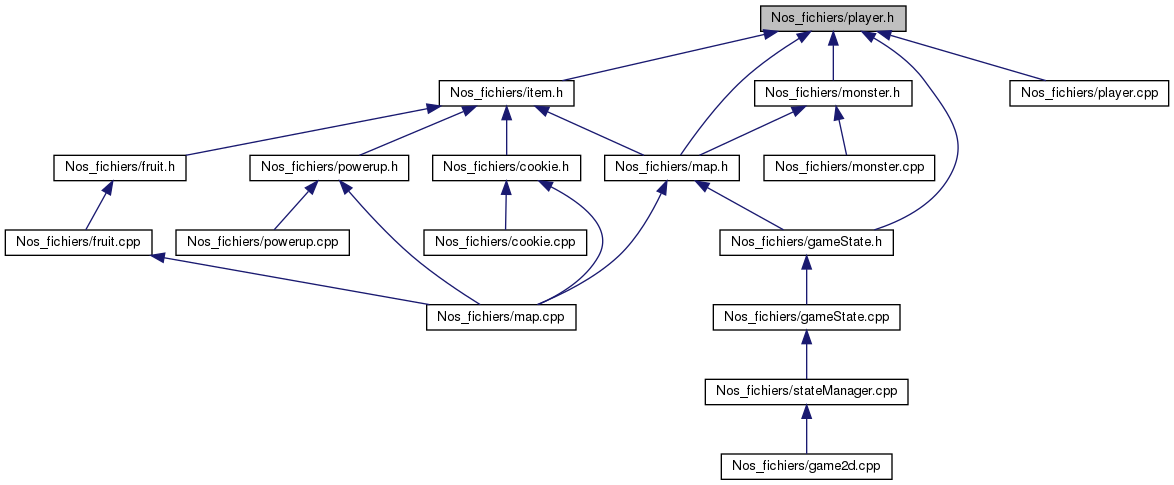 Nos_fichiers/player.h
Nos_fichiers/item.h
Nos_fichiers/monster.h
Nos_fichiers/player.cpp
Nos_fichiers/fruit.h
Nos_fichiers/powerup.h
Nos_fichiers/cookie.h
Nos_fichiers/map.h
Nos_fichiers/monster.cpp
Nos_fichiers/fruit.cpp
Nos_fichiers/powerup.cpp
Nos_fichiers/cookie.cpp
Nos_fichiers/gameState.h
Nos_fichiers/map.cpp
Nos_fichiers/gameState.cpp
Nos_fichiers/stateManager.cpp
Nos_fichiers/game2d.cpp